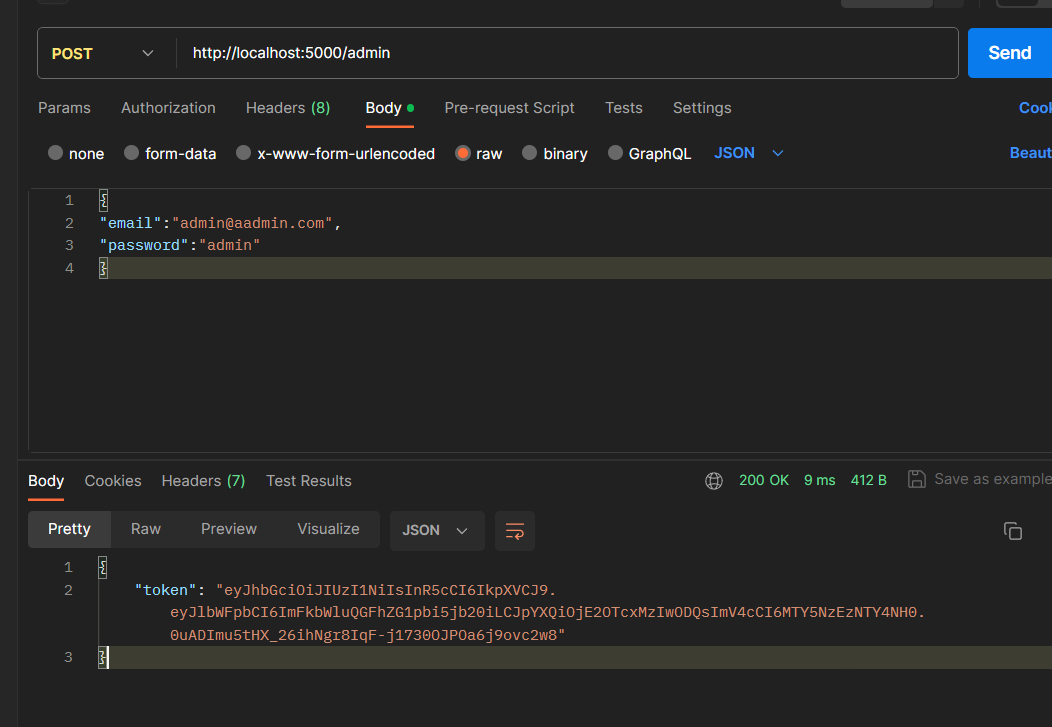 POST http://localhost:5000/admin Send
Params Authorization Headers (8) Body Pre-request Script Tests Settings Cook
none form-data x-www-form-urlencoded raw binary GraphQL JSON Beaut
1 {
2 "email":"admin@aadmin.com",
3 "password":"admin"
4 }
Body Cookies Headers (7) Test Results 200 OK 9 ms 412 B Save as example
Pretty Raw Preview Visualize JSON
1 {
2 "token": "eyJhbGciOiJIUzI1NiIsInR5cCI6IkpXVCJ9.
eyJlbWFpbCI6ImFkbWluQGFhZG1pbi5jb20iLCJpYXQiOjE2OTcxMzIwODQsImV4cCI6MTY5NzEzNTY4NH0.
0uADImu5tHX_26ihNgr8IqF-j1730OJPOa6j9ovc2w8"
3 }